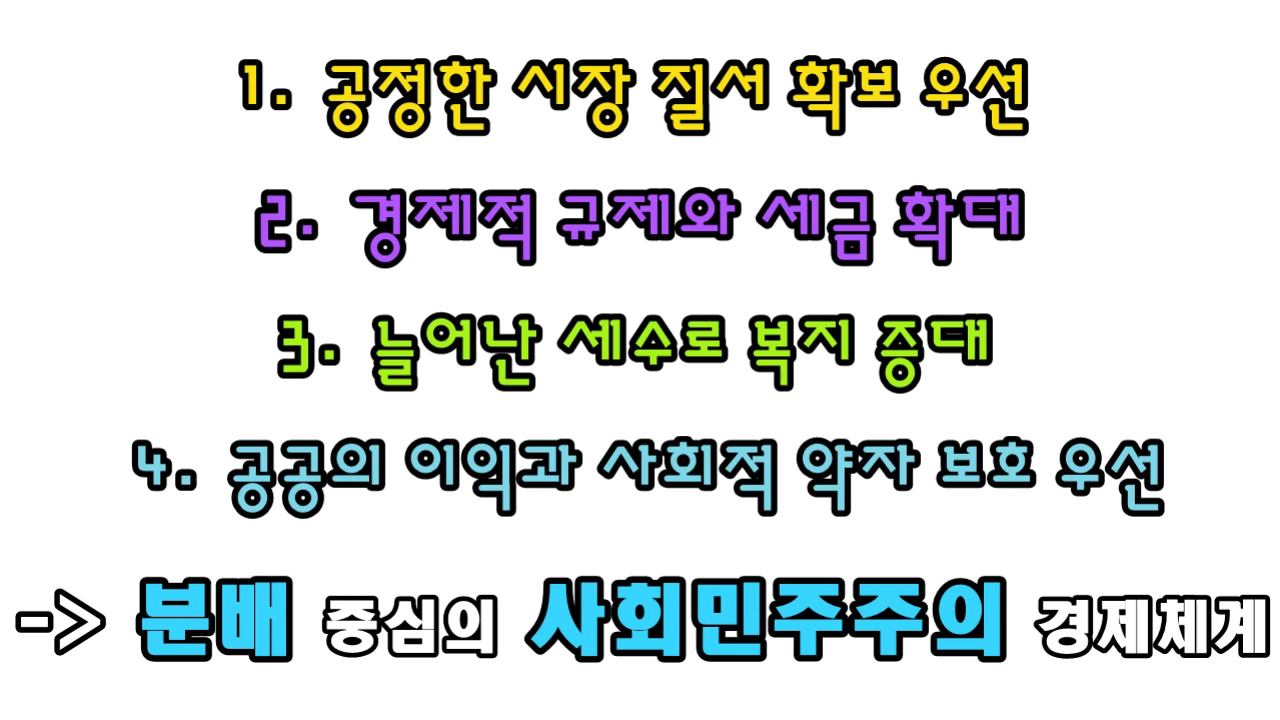 1. 공정한 시장 질서 확보 우선
2. 경제적 규제와 세금 확대
3. 늘어난 세수로 복지 증대
4. 공공의 이익과 사회적 약자 보호 우선
-> 분배 중심의 사회민주주의 경제체계